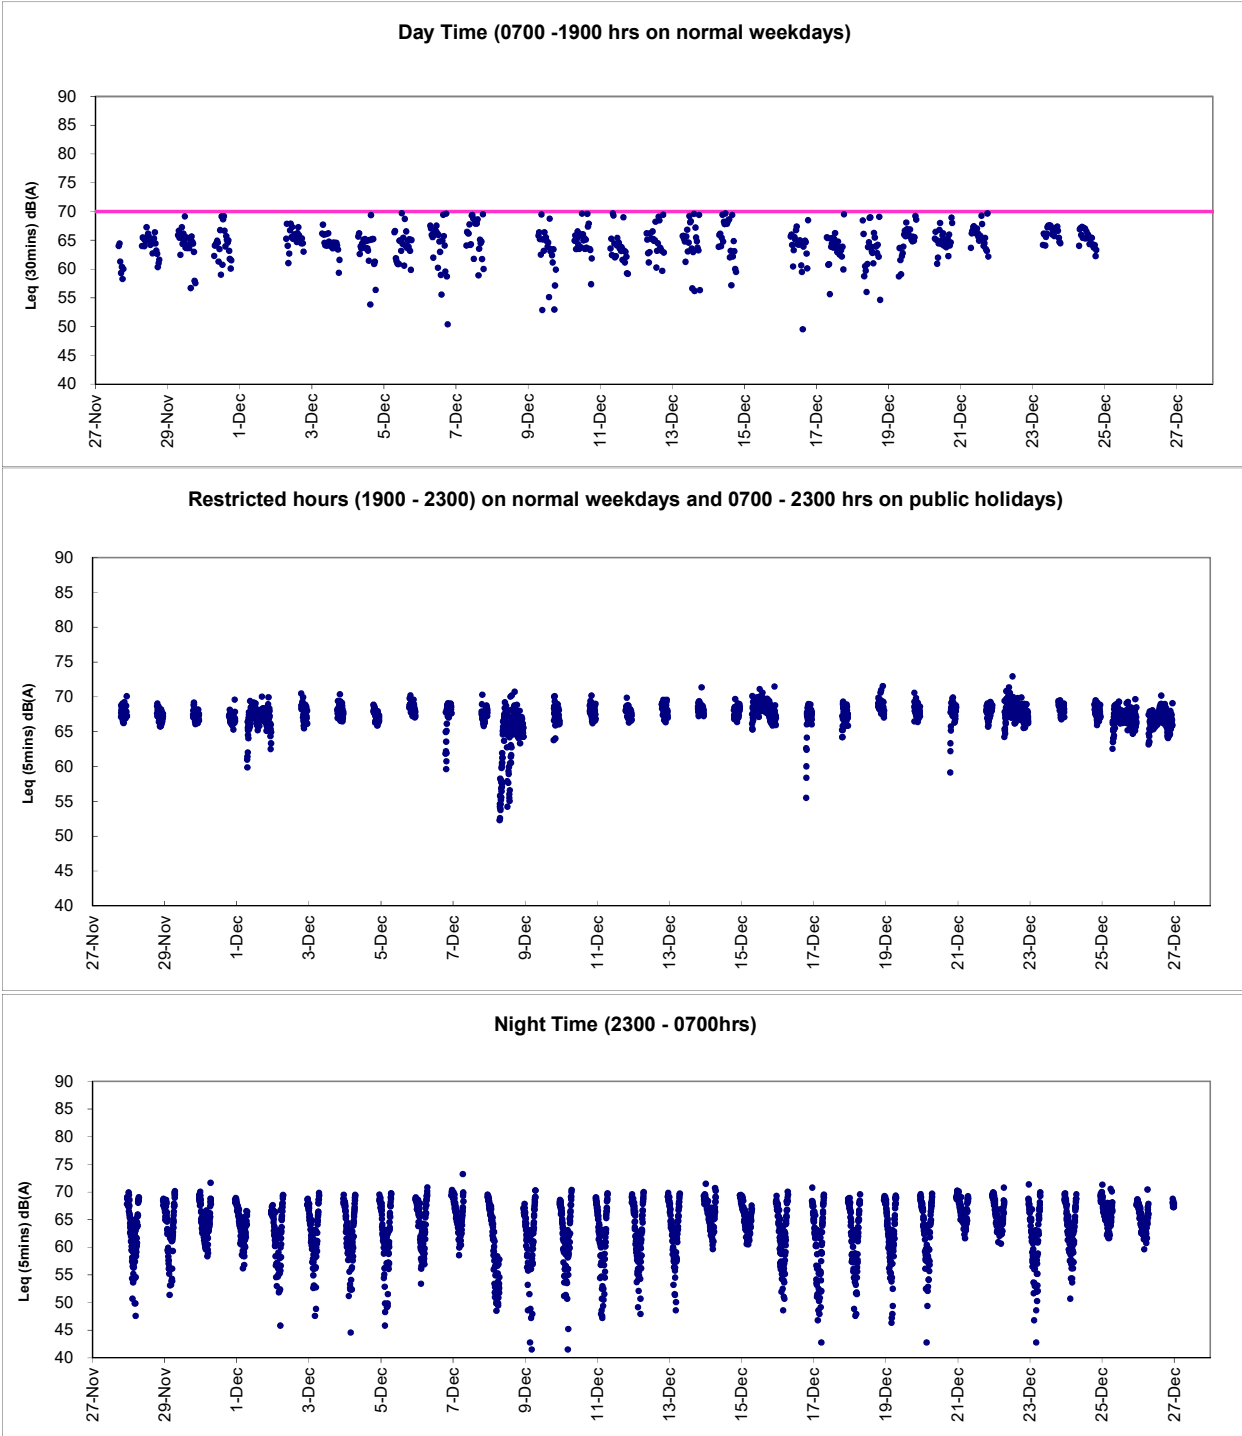 Day Time (0700 -1900 hrs on normal weekdays)
Leq (30mins) dB(A)
90
85
80
75
70
65
60
55
50
45
40
27-Nov
29-Nov
1-Dec
3-Dec
5-Dec
7-Dec
9-Dec
11-Dec
13-Dec
15-Dec
17-Dec
19-Dec
21-Dec
23-Dec
25-Dec
27-Dec
Restricted hours (1900 - 2300) on normal weekdays and 0700 - 2300 hrs on public holidays)
Leq (5mins) dB(A)
90
85
80
75
70
65
60
55
50
45
40
27-Nov
29-Nov
1-Dec
3-Dec
5-Dec
7-Dec
9-Dec
11-Dec
13-Dec
15-Dec
17-Dec
19-Dec
21-Dec
23-Dec
25-Dec
27-Dec
Night Time (2300 - 0700hrs)
Leq (5mins) dB(A)
90
85
80
75
70
65
60
55
50
45
40
27-Nov
29-Nov
1-Dec
3-Dec
5-Dec
7-Dec
9-Dec
11-Dec
13-Dec
15-Dec
17-Dec
19-Dec
21-Dec
23-Dec
25-Dec
27-Dec